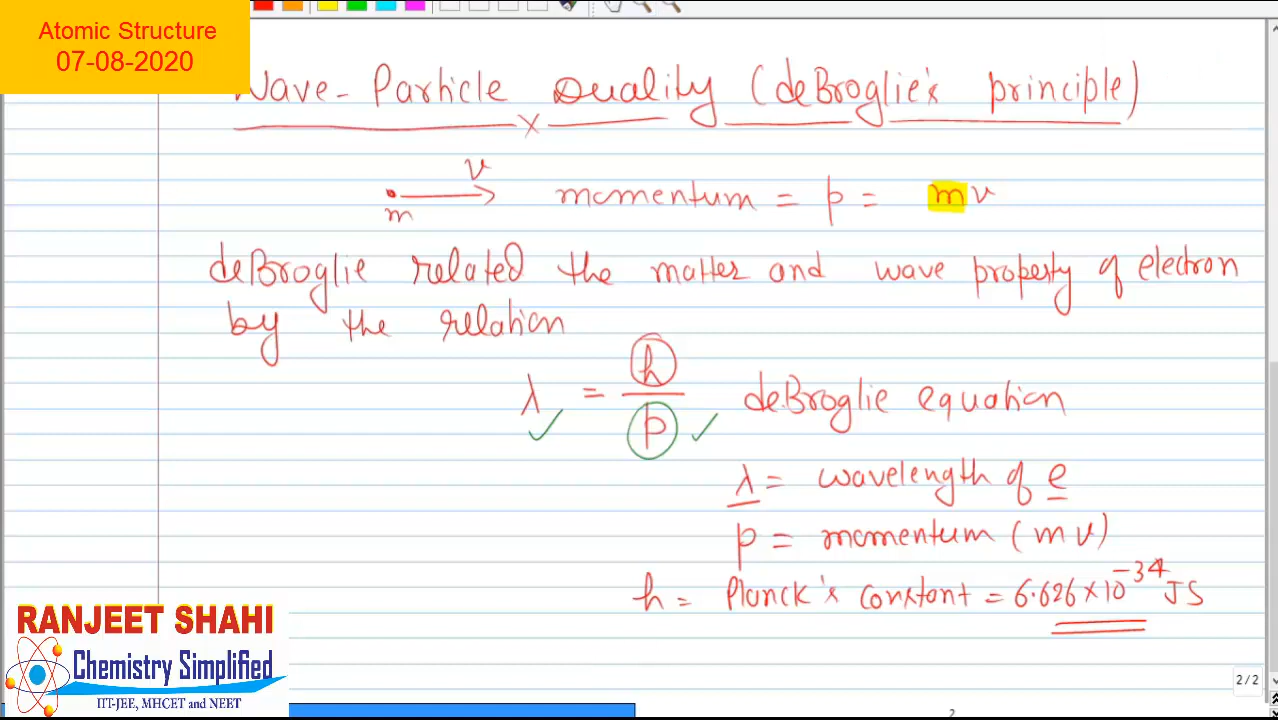 Atomic Structure
07-08-2020
Wave-Particle Duality (deBroglie's principle)
v
m
momentum = p = mv
deBroglie related the matter and wave property of electron
by the relation
λ = h/p deBroglie equation
λ = wavelength of e
p = momentum (mv)
h = Planck's constant = 6.626 × 10⁻³⁴ JS
RANJEET SHAHI
Chemistry Simplified
IIT-JEE, MHCET and NEET
2/2
2